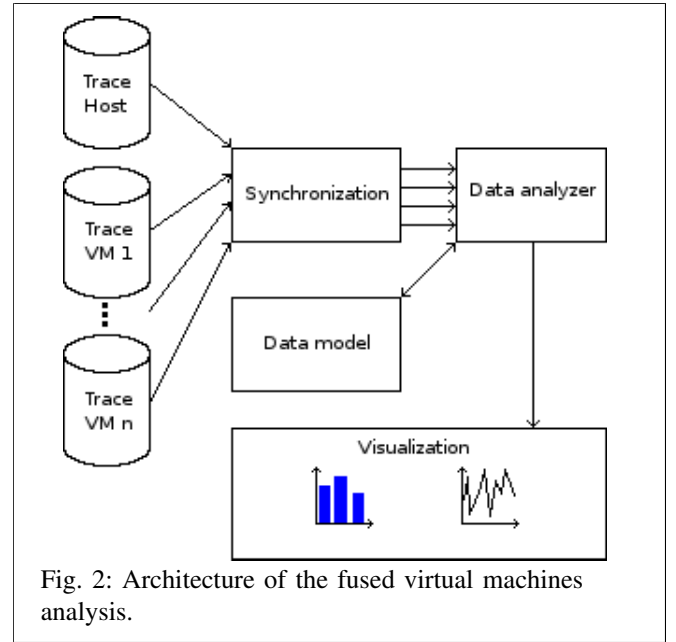 Trace
Host
Trace
VM 1
Trace
VM n
Synchronization
Data analyzer
Data model
Visualization
Fig. 2: Architecture of the fused virtual machines
analysis.